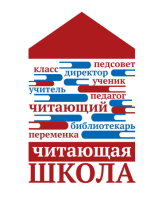 педсовет
класс
директор
ученик
учитель
педагог
читающий
библиотекарь
переменка
читающая
ШКОЛА